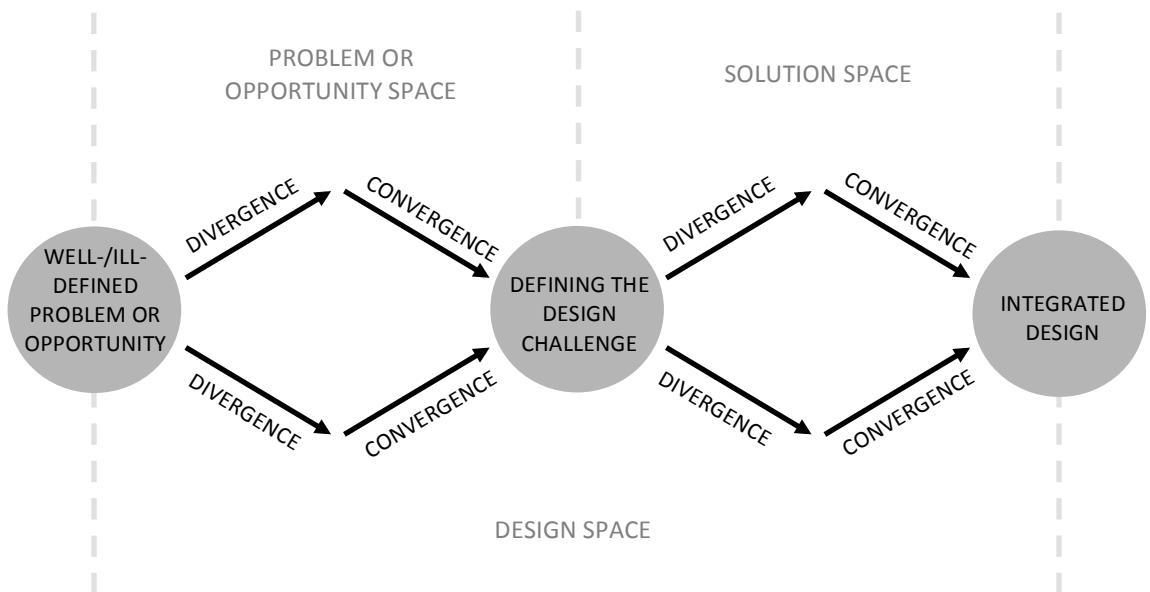 PROBLEM OR
OPPORTUNITY SPACE
SOLUTION SPACE
DIVERGENCE
CONVERGENCE
DIVERGENCE
CONVERGENCE
WELL-/ILL-
DEFINED
PROBLEM OR
OPPORTUNITY
DEFINING THE
DESIGN
CHALLENGE
INTEGRATED
DESIGN
DIVERGENCE
CONVERGENCE
DIVERGENCE
CONVERGENCE
DESIGN SPACE